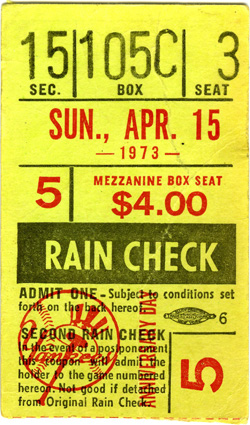 15 105C 3
SEC. BOX SEAT
SUN., APR. 15
—1973—
5 MEZZANINE BOX SEAT
$4.00
RAIN CHECK
ADMIT ONE-Subject to conditions set
forth on the back hereof
6
SECOND RAIN CHECK
In the event of postponement
this coupon will admit the
holder to the game numbered
hereon. Not good if detached
from Original Rain Check.
Yankees
ANNIVERSARY DAY
5